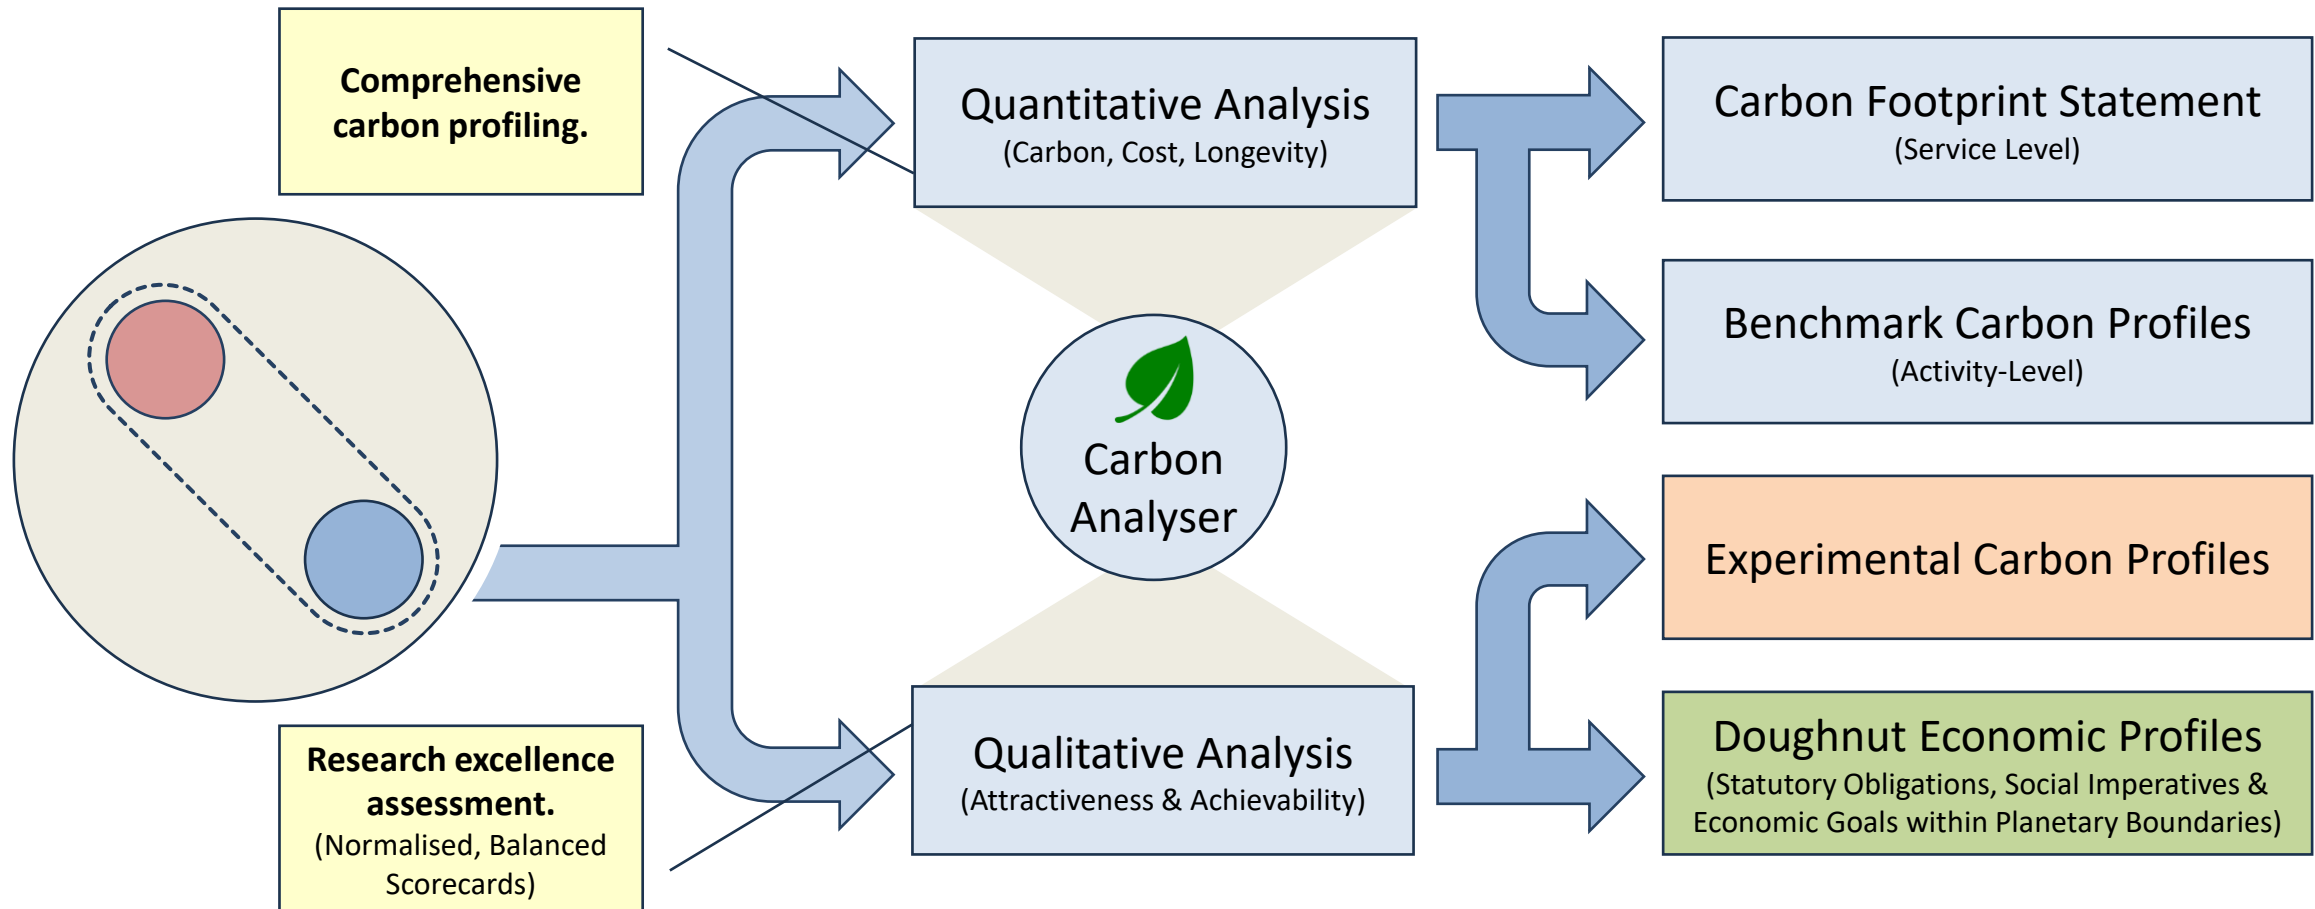 Comprehensive
carbon profiling.
Quantitative Analysis
(Carbon, Cost, Longevity)
Carbon Footprint Statement
(Service Level)
Benchmark Carbon Profiles
(Activity-Level)
Carbon
Analyser
Experimental Carbon Profiles
Research excellence
assessment.
(Normalised, Balanced
Scorecards)
Qualitative Analysis
(Attractiveness & Achievability)
Doughnut Economic Profiles
(Statutory Obligations, Social Imperatives &
Economic Goals within Planetary Boundaries)